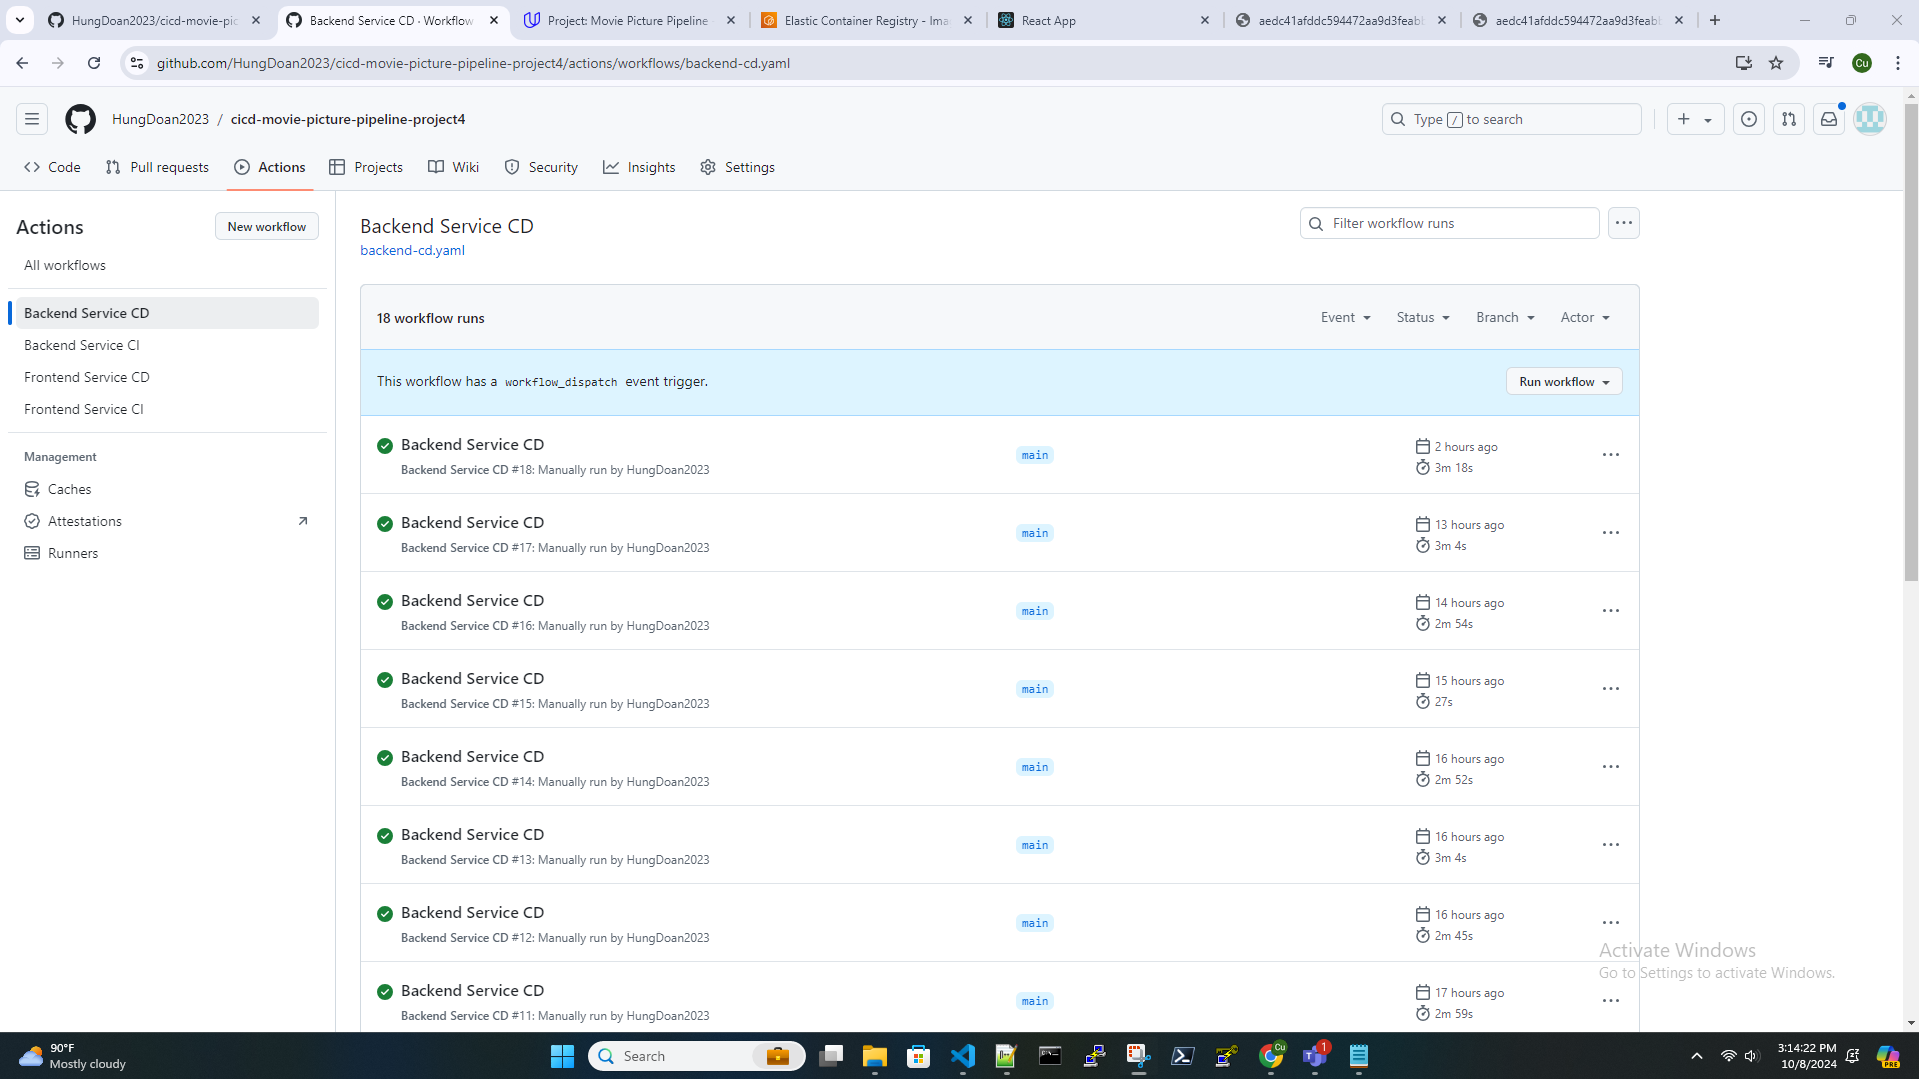 HungDoan2023/cicd-movie-pic
Backend Service CD · Workflow
Project: Movie Picture Pipeline
Elastic Container Registry - Ima
React App
aedc41afddc594472aa9d3feabb
aedc41afddc594472aa9d3feabb
github.com/HungDoan2023/cicd-movie-picture-pipeline-project4/actions/workflows/backend-cd.yaml
Cu
HungDoan2023 / cicd-movie-picture-pipeline-project4
Type / to search
Code
Pull requests
Actions
Projects
Wiki
Security
Insights
Settings
Actions
New workflow
All workflows
Backend Service CD
Backend Service CI
Frontend Service CD
Frontend Service CI
Management
Caches
Attestations
Runners
Backend Service CD
backend-cd.yaml
Filter workflow runs
18 workflow runs
Event
Status
Branch
Actor
This workflow has a workflow_dispatch event trigger.
Run workflow
Backend Service CD
Backend Service CD #18: Manually run by HungDoan2023
main
2 hours ago
3m 18s
Backend Service CD
Backend Service CD #17: Manually run by HungDoan2023
main
13 hours ago
3m 4s
Backend Service CD
Backend Service CD #16: Manually run by HungDoan2023
main
14 hours ago
2m 54s
Backend Service CD
Backend Service CD #15: Manually run by HungDoan2023
main
15 hours ago
27s
Backend Service CD
Backend Service CD #14: Manually run by HungDoan2023
main
16 hours ago
2m 52s
Backend Service CD
Backend Service CD #13: Manually run by HungDoan2023
main
16 hours ago
3m 4s
Backend Service CD
Backend Service CD #12: Manually run by HungDoan2023
main
16 hours ago
2m 45s
Backend Service CD
Backend Service CD #11: Manually run by HungDoan2023
main
17 hours ago
2m 59s
Activate Windows
Go to Settings to activate Windows.
90°F
Mostly cloudy
Search
Cu
1
3:14:22 PM
10/8/2024
PRE